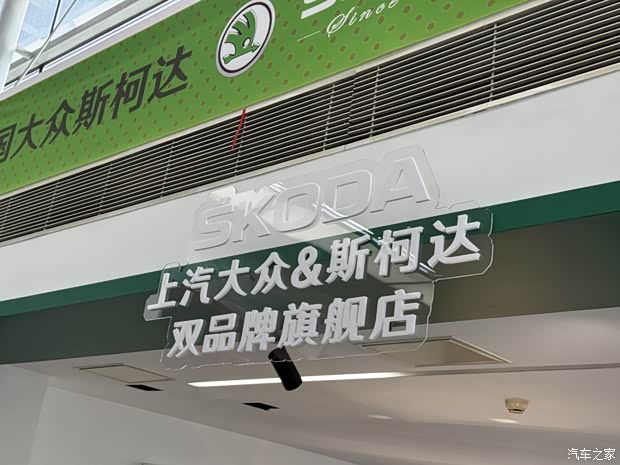 国大众斯柯达
Since
SKODA
上汽大众&斯柯达
双品牌旗舰店
汽车之家